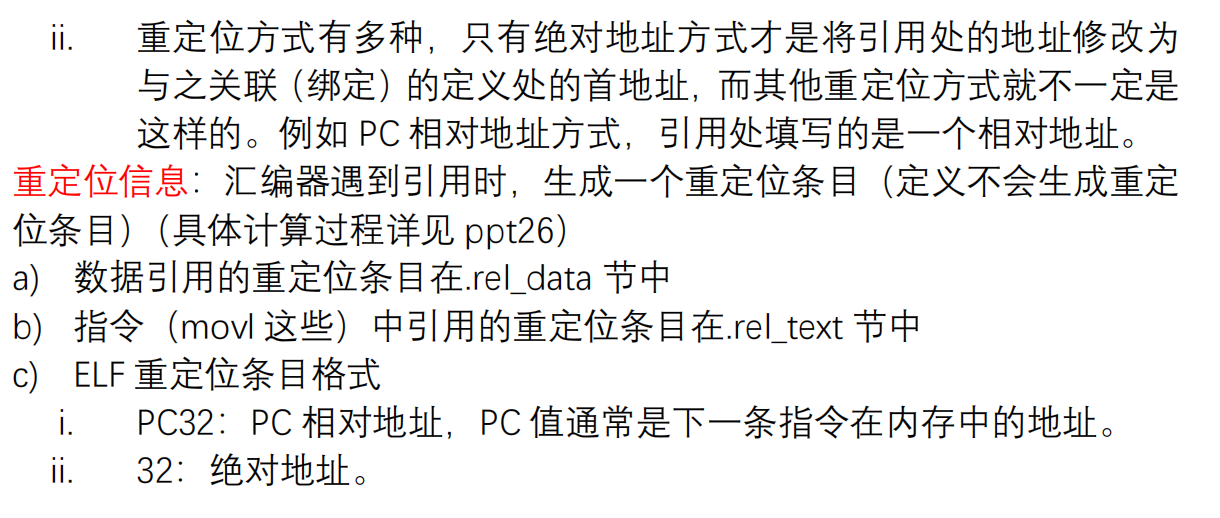 ii. 重定位方式有多种，只有绝对地址方式才是将引用处的地址修改为
与之关联（绑定）的定义处的首地址，而其他重定位方式就不一定是
这样的。例如 PC 相对地址方式，引用处填写的是一个相对地址。
重定位信息：汇编器遇到引用时，生成一个重定位条目（定义不会生成重定
位条目）（具体计算过程详见 ppt26）
a) 数据引用的重定位条目在.rel_data 节中
b) 指令（movl 这些）中引用的重定位条目在.rel_text 节中
c) ELF 重定位条目格式
i. PC32：PC 相对地址，PC 值通常是下一条指令在内存中的地址。
ii. 32：绝对地址。